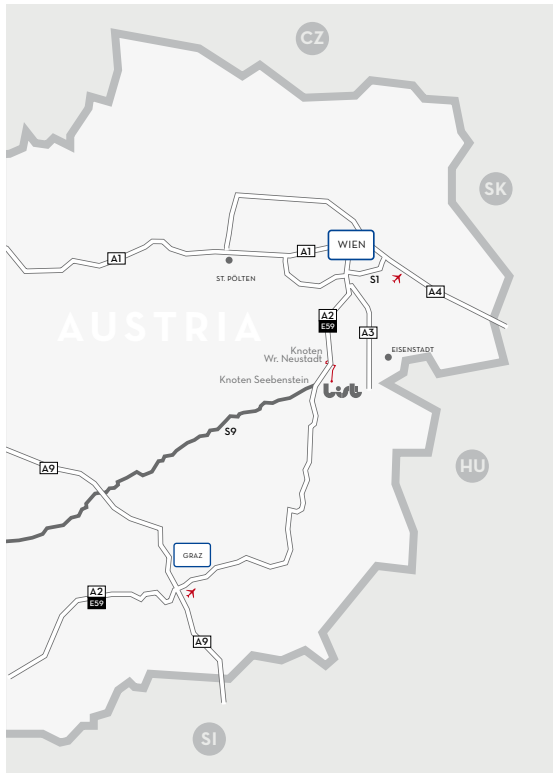 CZ
SK
WIEN
A1
A1
S1
ST. PÖLTEN
A4
A2
E59
A3
AUSTRIA
EISENSTADT
Knoten
Wr. Neustadt
Knoten Seebenstein
List
S9
HU
A9
GRAZ
A2
E59
A9
SI